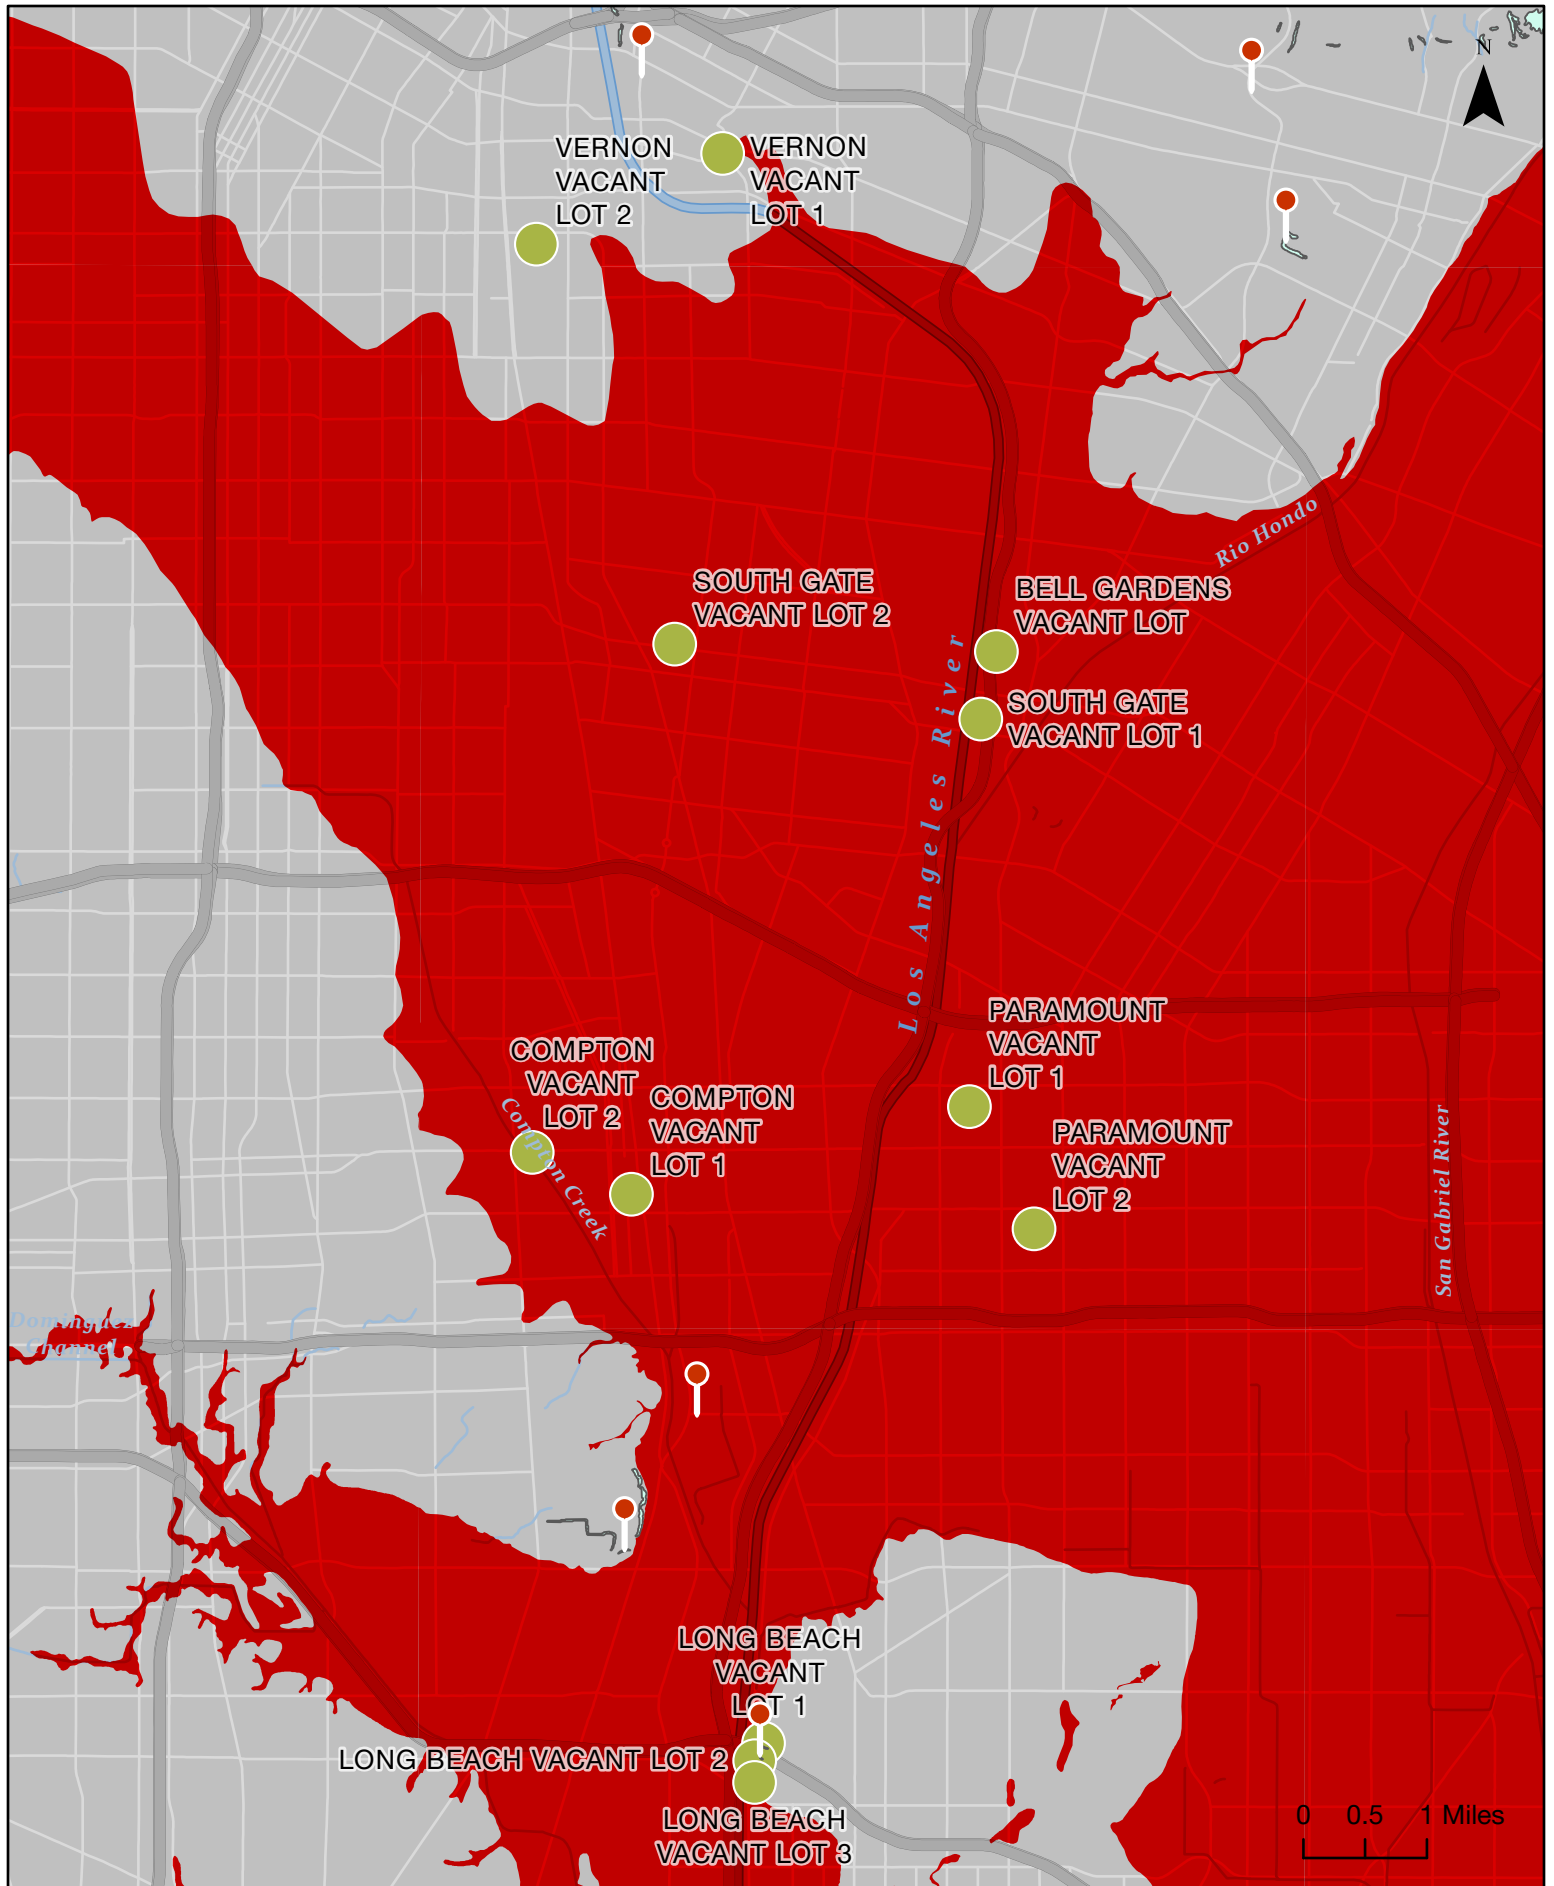 N
VERNON
VACANT
LOT 2
VERNON
VACANT
LOT 1
Rio Hondo
SOUTH GATE
VACANT LOT 2
BELL GARDENS
VACANT LOT
SOUTH GATE
VACANT LOT 1
Los Angeles River
PARAMOUNT
VACANT
LOT 1
COMPTON
VACANT
LOT 2
COMPTON
VACANT
LOT 1
Compton Creek
PARAMOUNT
VACANT
LOT 2
San Gabriel River
Dominguez
Channel
LONG BEACH
VACANT
LOT 1
LONG BEACH VACANT LOT 2
LONG BEACH
VACANT LOT 3
0 0.5 1 Miles